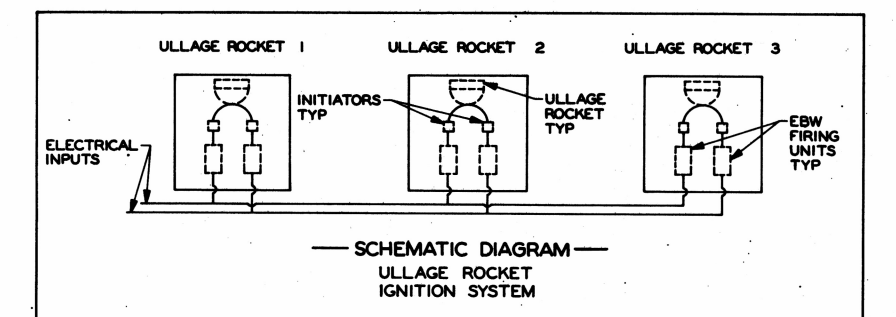 ULLAGE ROCKET 1
ULLAGE ROCKET 2
ULLAGE ROCKET 3
INITIATORS
TYP
ULLAGE
ROCKET
TYP
EBW
FIRING
UNITS
TYP
ELECTRICAL
INPUTS
SCHEMATIC DIAGRAM
ULLAGE ROCKET
IGNITION SYSTEM